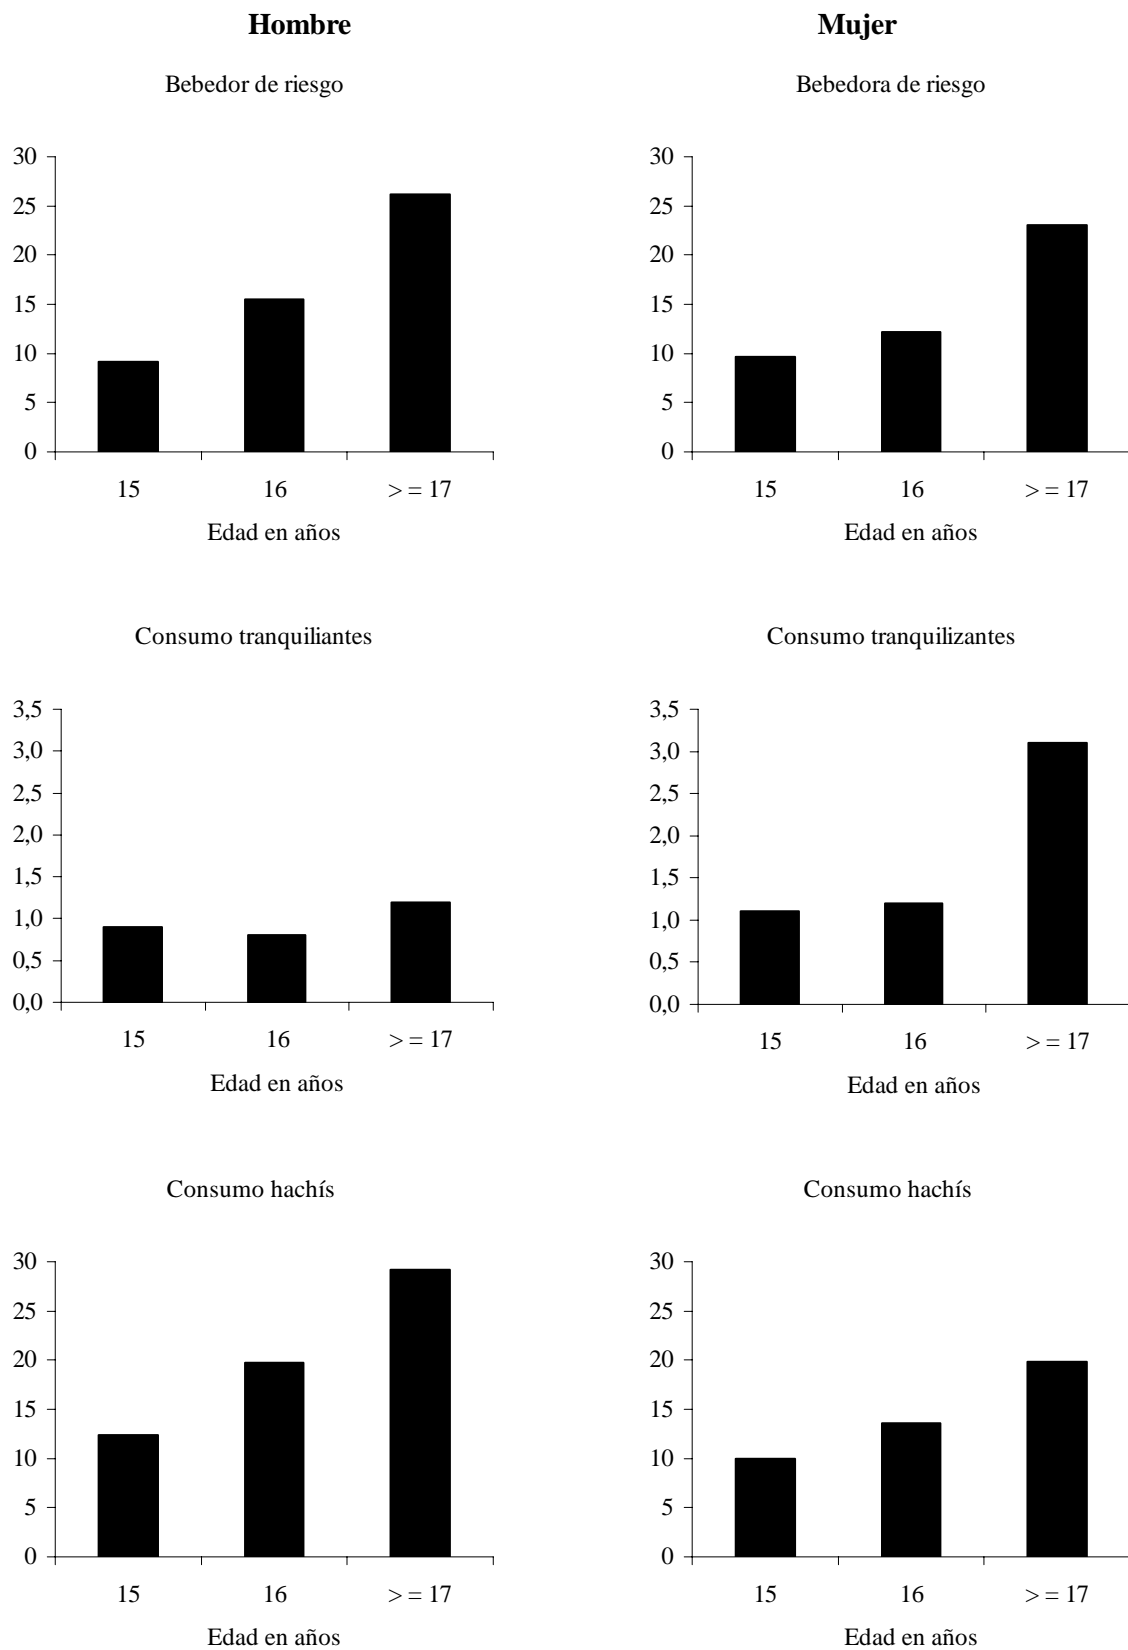 Hombre
Mujer
Bebedor de riesgo
30
25
20
15
10
5
0
15 16 > = 17
Edad en años
Bebedora de riesgo
30
25
20
15
10
5
0
15 16 > = 17
Edad en años
Consumo tranquiliantes
3,5
3,0
2,5
2,0
1,5
1,0
0,5
0,0
15 16 > = 17
Edad en años
Consumo tranquilizantes
3,5
3,0
2,5
2,0
1,5
1,0
0,5
0,0
15 16 > = 17
Edad en años
Consumo hachís
30
25
20
15
10
5
0
15 16 > = 17
Edad en años
Consumo hachís
30
25
20
15
10
5
0
15 16 > = 17
Edad en años